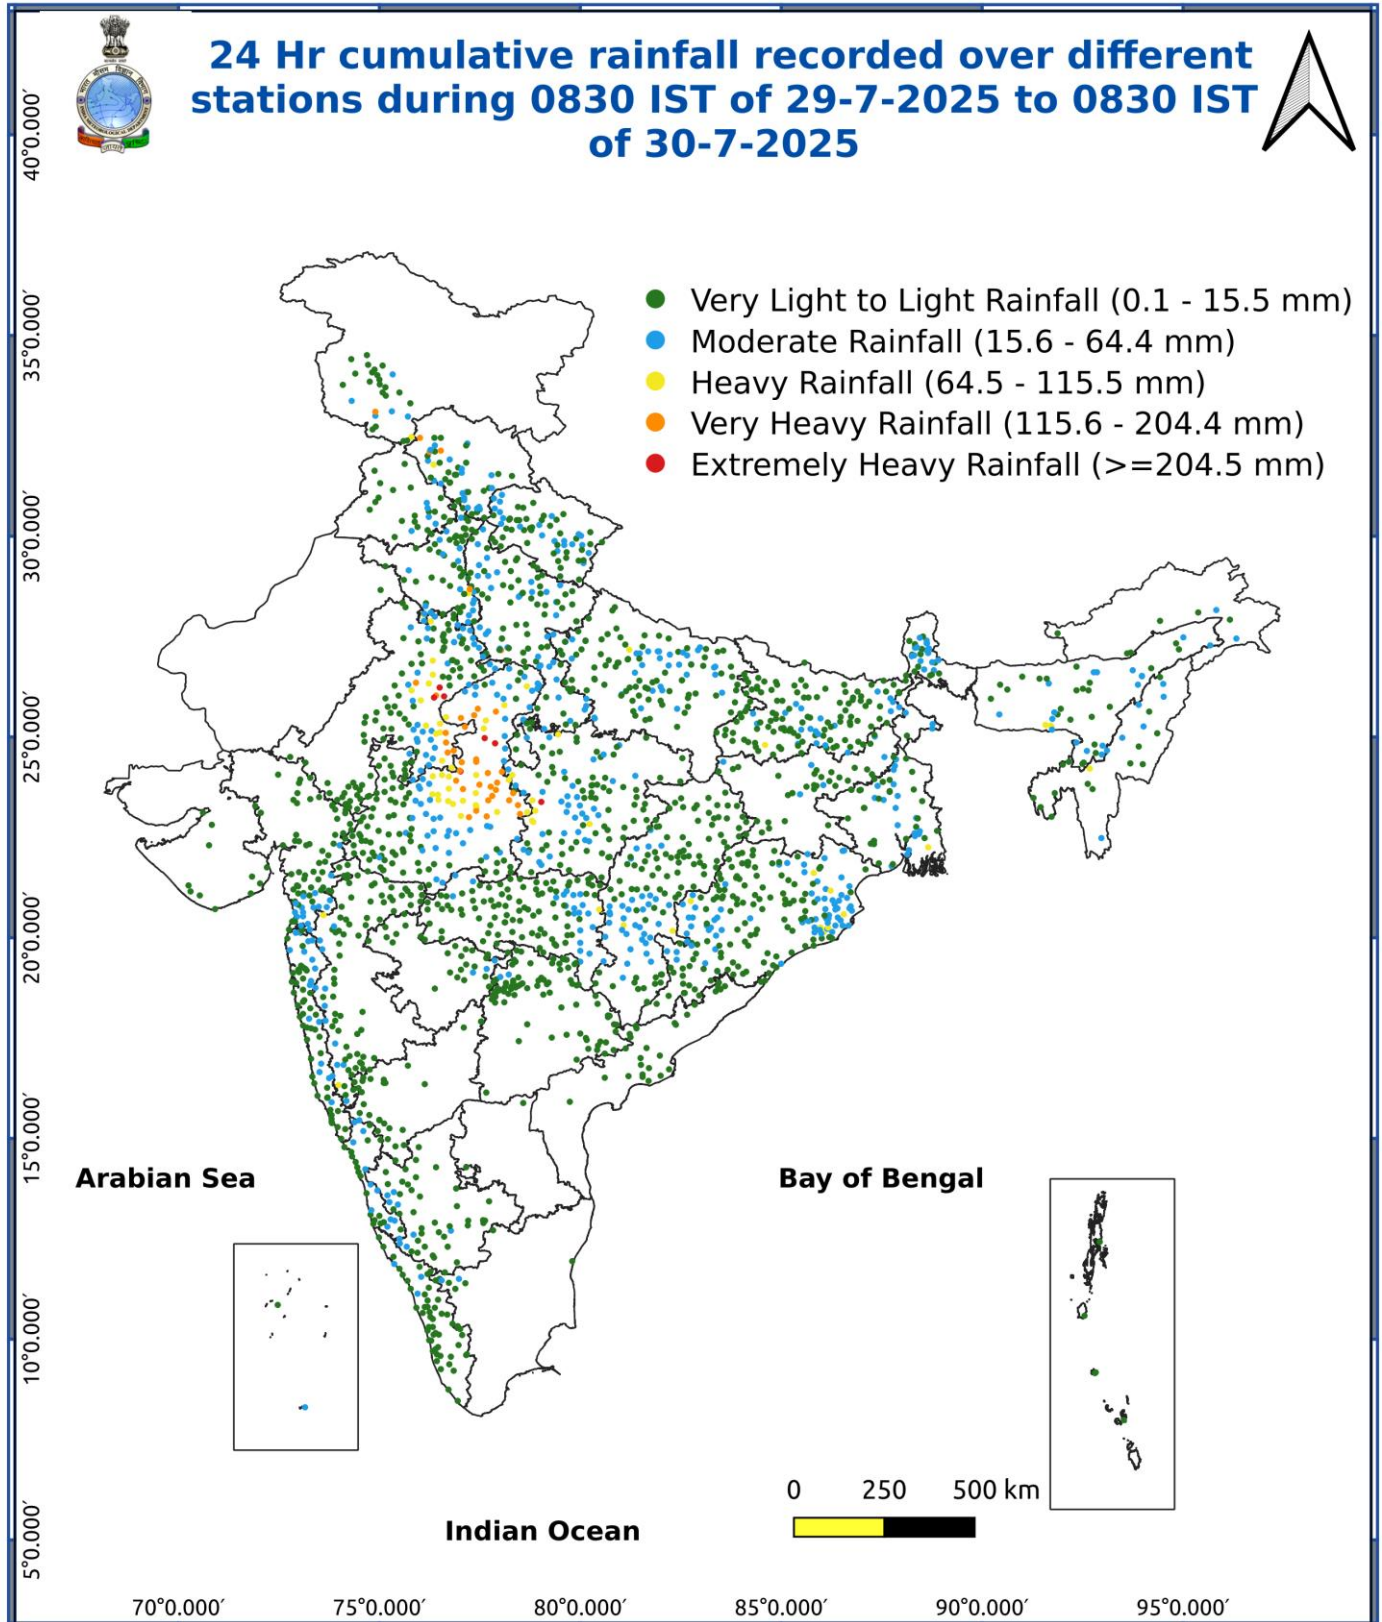 24 Hr cumulative rainfall recorded over different
stations during 0830 IST of 29-7-2025 to 0830 IST
of 30-7-2025
Very Light to Light Rainfall (0.1 - 15.5 mm)
Moderate Rainfall (15.6 - 64.4 mm)
Heavy Rainfall (64.5 - 115.5 mm)
Very Heavy Rainfall (115.6 - 204.4 mm)
Extremely Heavy Rainfall (>=204.5 mm)
40°0.000′
35°0.000′
30°0.000′
25°0.000′
20°0.000′
15°0.000′
10°0.000′
5°0.000′
Arabian Sea
Bay of Bengal
Indian Ocean
0 250 500 km
70°0.000′ 75°0.000′ 80°0.000′ 85°0.000′ 90°0.000′ 95°0.000′